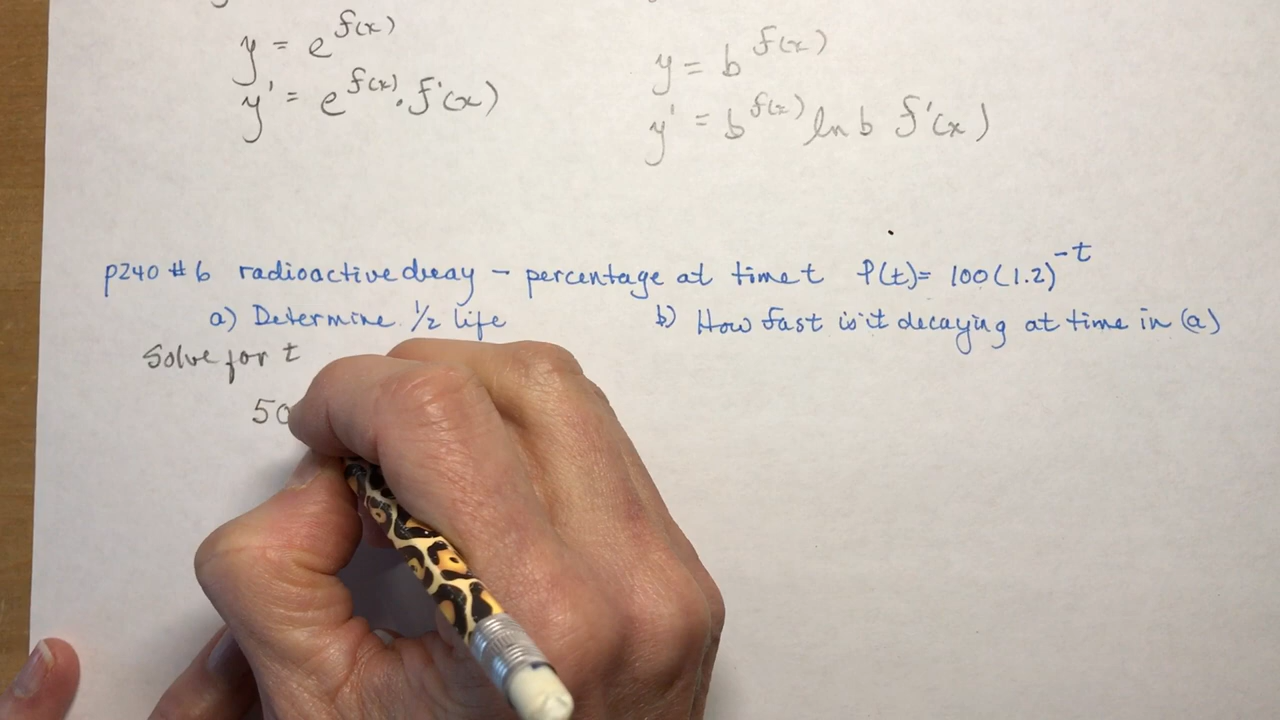 y = e^f(x)
y' = e^f(x) · f'(x)
y = b^f(x)
y' = b^f(x) ln b f'(x)
p240 # 6 radioactive decay - percentage at time t P(t)= 100(1.2)^-t
a) Determine 1/2 life
b) How fast is it decaying at time in (a)
Solve for t
50